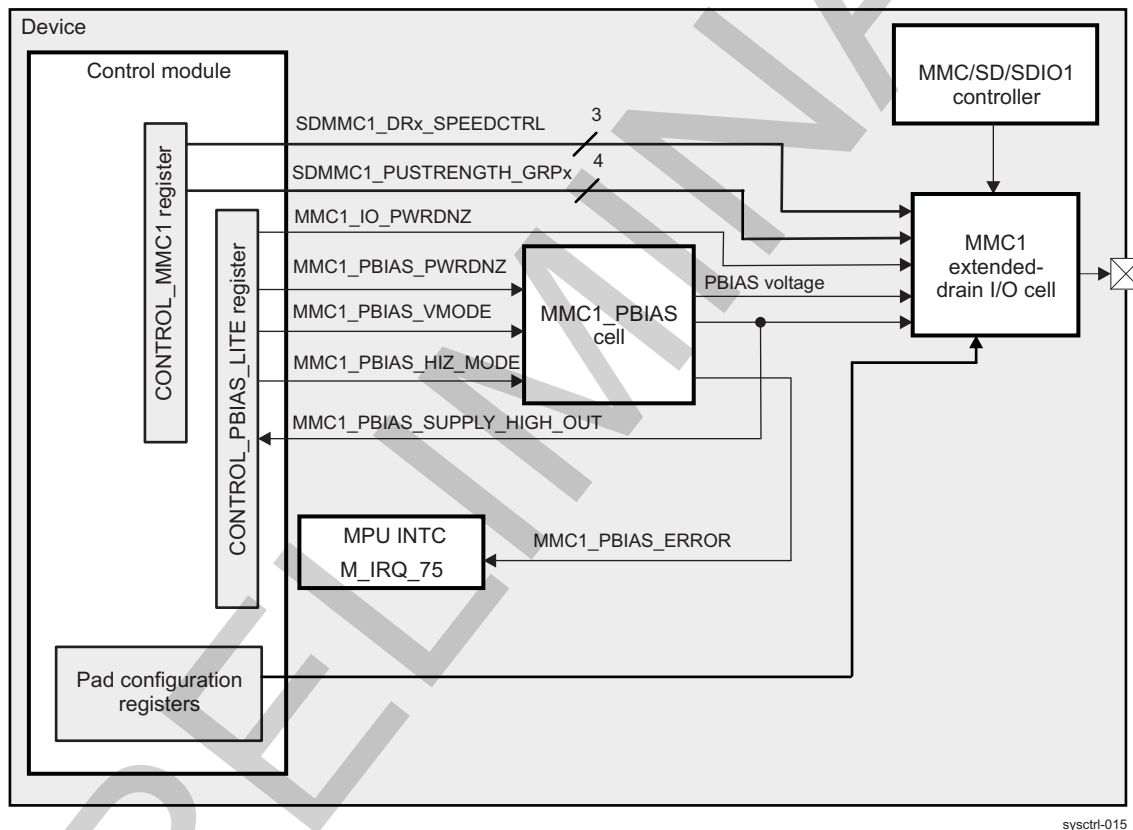 Device
Control module
MMC/SD/SDIO1
controller
CONTROL_MMC1 register
SDMMC1_DRx_SPEEDCTRL
3
SDMMC1_PUSTRENGTH_GRPx
4
CONTROL_PBIAS_LITE register
MMC1_IO_PWRDNZ
MMC1_PBIAS_PWRDNZ
MMC1_PBIAS_VMODE
MMC1_PBIAS_HIZ_MODE
MMC1_PBIAS
cell
PBIAS voltage
MMC1
extended-
drain I/O cell
MMC1_PBIAS_SUPPLY_HIGH_OUT
MPU INTC
M_IRQ_75
MMC1_PBIAS_ERROR
Pad configuration
registers
PRELIMINA
sysctrl-015